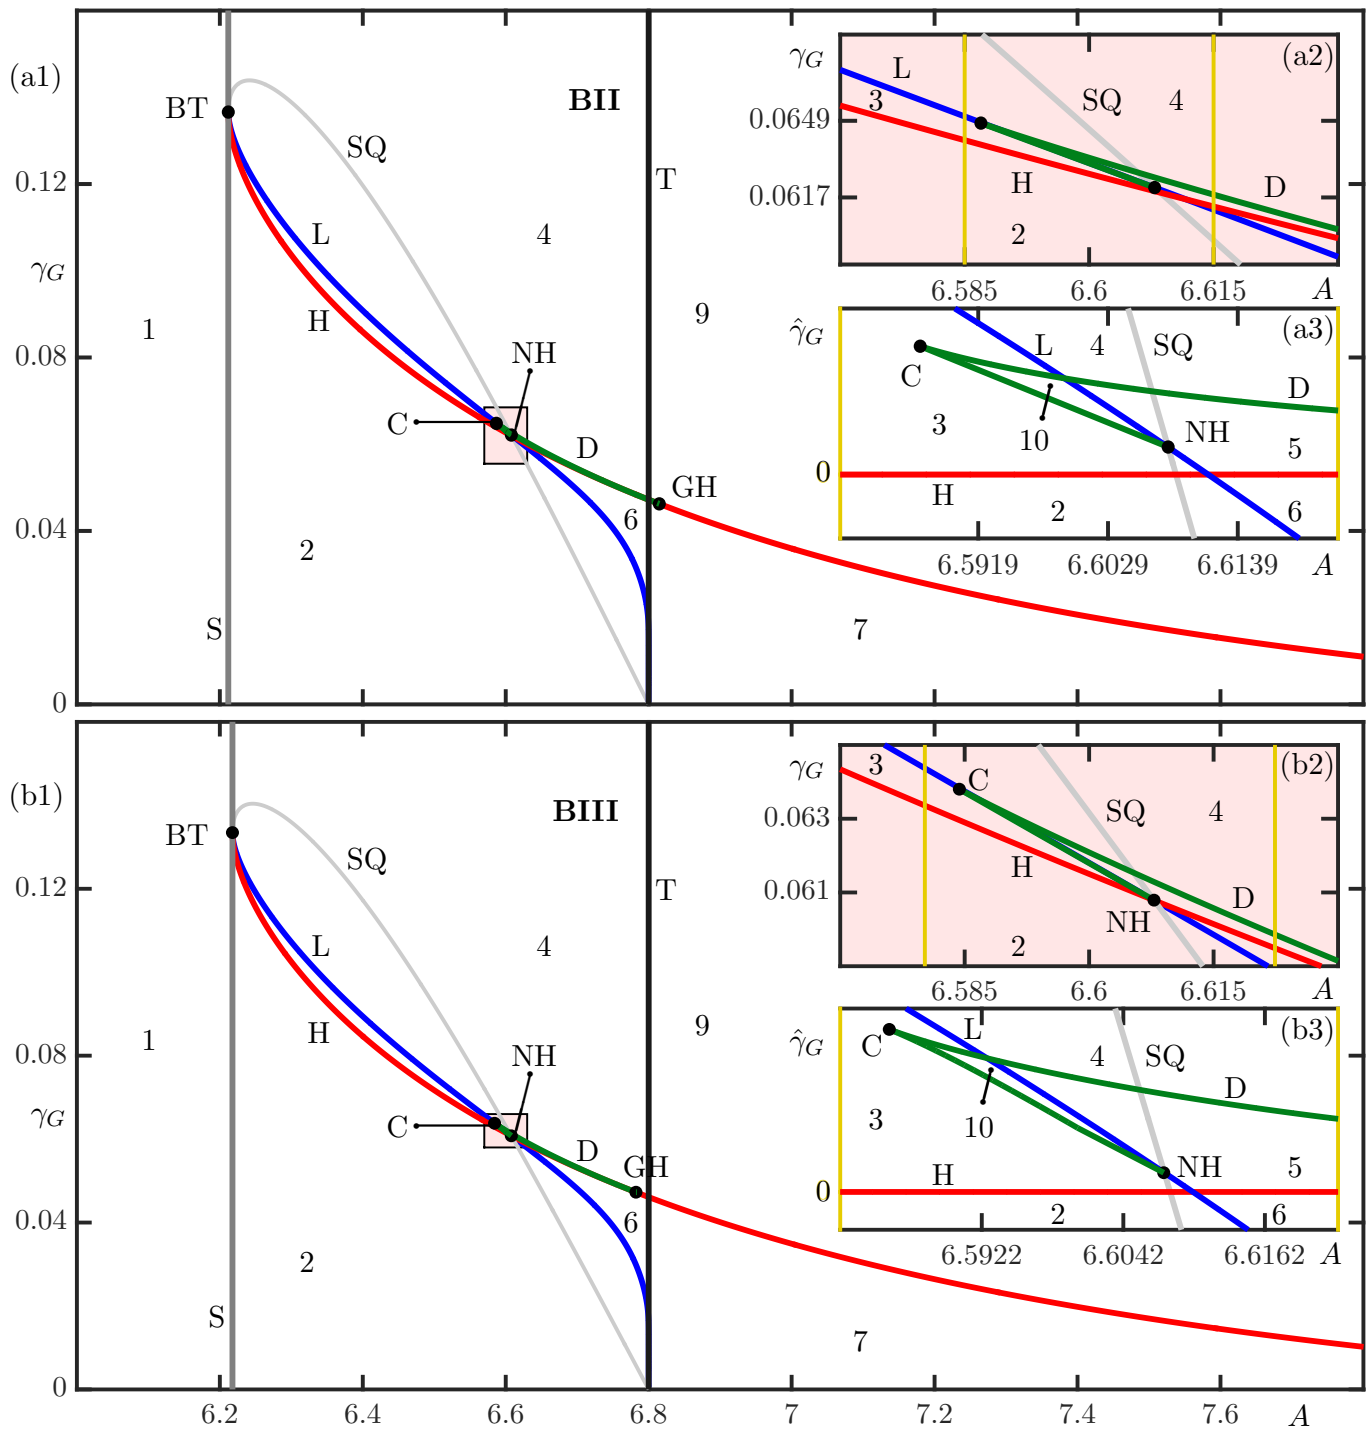 (a1)
BT
SQ
BII
T
0.12
γG
L
H
4
1
9
0.08
NH
C
D
GH
6
0.04
2
7
S
0
(a2)
γG
L
3
SQ
4
0.0649
H
D
0.0617
2
6.585 6.6 6.615 A
(a3)
γ̂G
L
4
SQ
C
D
3
10
NH
5
0
H
2
6
6.5919 6.6029 6.6139 A
(b1)
BT
SQ
BIII
T
0.12
γG
L
H
4
1
9
0.08
NH
C
D
GH
6
0.04
2
7
S
0
6.2 6.4 6.6 6.8 7 7.2 7.4 7.6 A
(b2)
γG
3
C
SQ
4
0.063
H
D
0.061
NH
2
6.585 6.6 6.615 A
(b3)
γ̂G
C
L
4
SQ
D
3
10
NH
5
0
H
2
6
6.5922 6.6042 6.6162 A